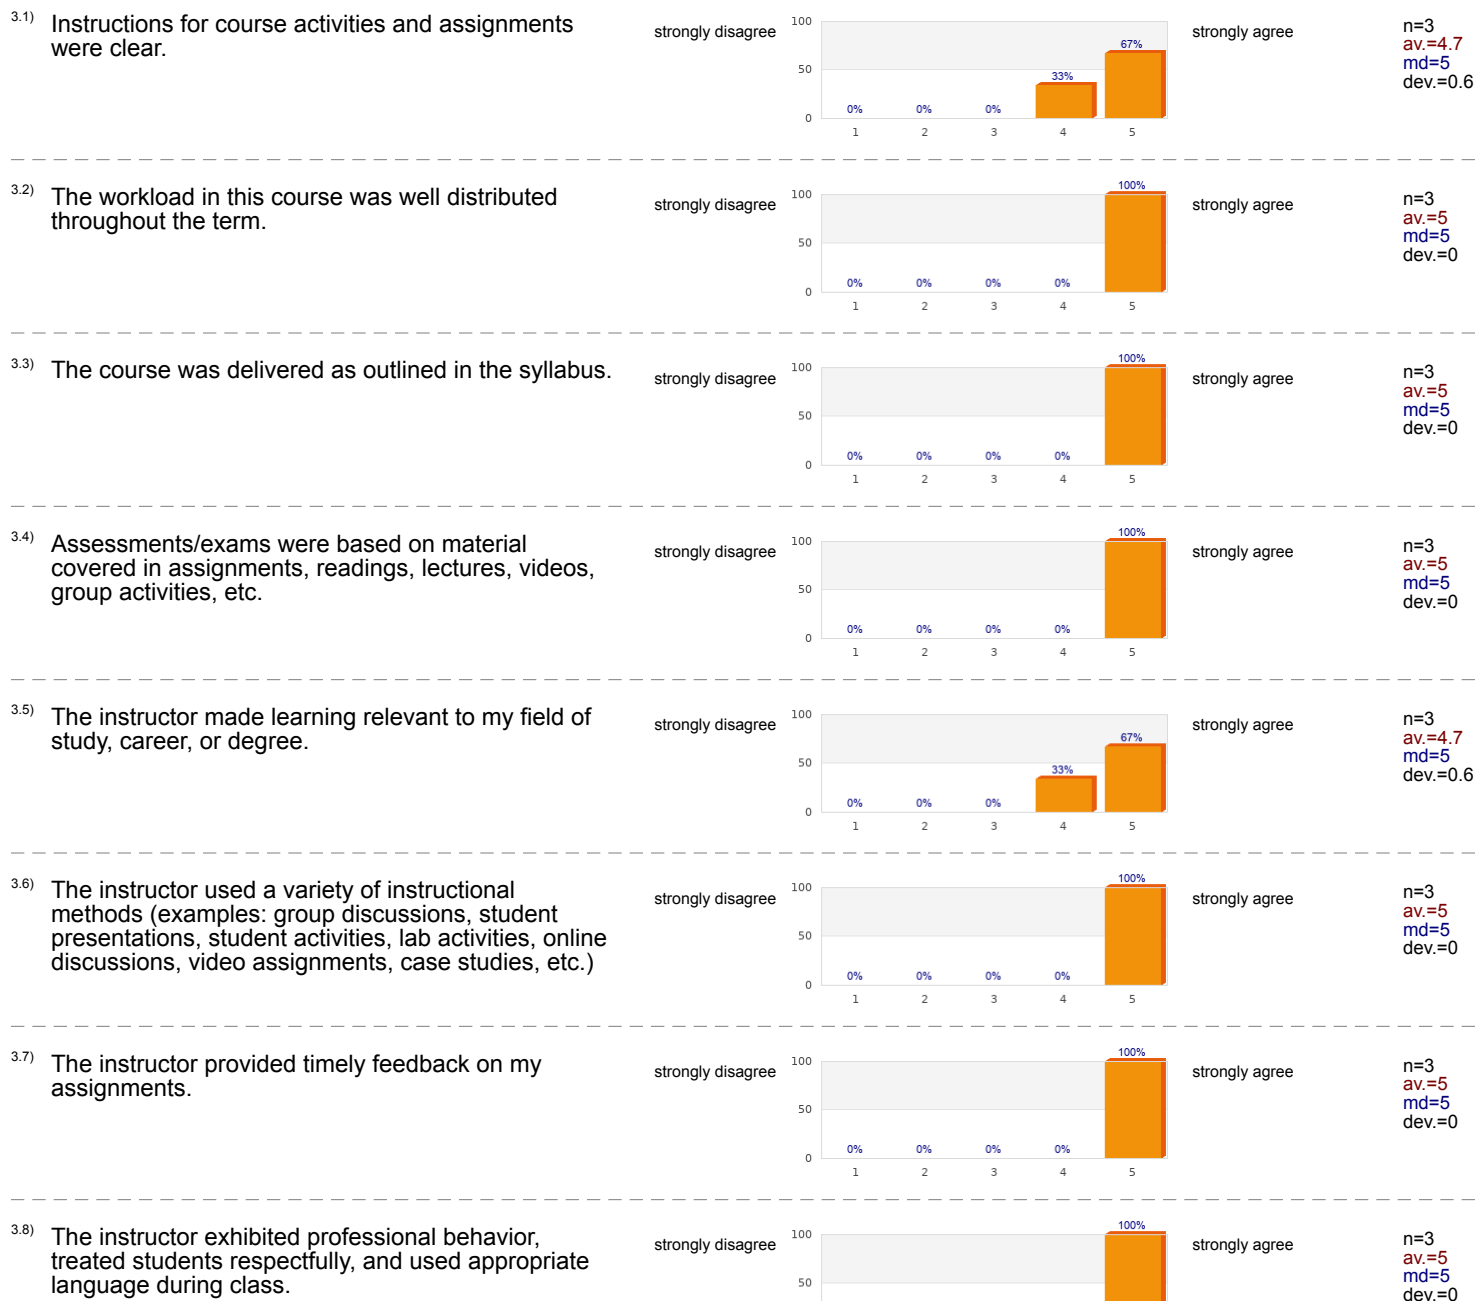 3.1) Instructions for course activities and assignments
were clear.
strongly disagree
100
50
0
0%
0%
0%
33%
67%
1
2
3
4
5
strongly agree
n=3
av.=4.7
md=5
dev.=0.6
3.2) The workload in this course was well distributed
throughout the term.
strongly disagree
100
50
0
0%
0%
0%
0%
100%
1
2
3
4
5
strongly agree
n=3
av.=5
md=5
dev.=0
3.3) The course was delivered as outlined in the syllabus.
strongly disagree
100
50
0
0%
0%
0%
0%
100%
1
2
3
4
5
strongly agree
n=3
av.=5
md=5
dev.=0
3.4) Assessments/exams were based on material
covered in assignments, readings, lectures, videos,
group activities, etc.
strongly disagree
100
50
0
0%
0%
0%
0%
100%
1
2
3
4
5
strongly agree
n=3
av.=5
md=5
dev.=0
3.5) The instructor made learning relevant to my field of
study, career, or degree.
strongly disagree
100
50
0
0%
0%
0%
33%
67%
1
2
3
4
5
strongly agree
n=3
av.=4.7
md=5
dev.=0.6
3.6) The instructor used a variety of instructional
methods (examples: group discussions, student
presentations, student activities, lab activities, online
discussions, video assignments, case studies, etc.)
strongly disagree
100
50
0
0%
0%
0%
0%
100%
1
2
3
4
5
strongly agree
n=3
av.=5
md=5
dev.=0
3.7) The instructor provided timely feedback on my
assignments.
strongly disagree
100
50
0
0%
0%
0%
0%
100%
1
2
3
4
5
strongly agree
n=3
av.=5
md=5
dev.=0
3.8) The instructor exhibited professional behavior,
treated students respectfully, and used appropriate
language during class.
strongly disagree
100
50
100%
strongly agree
n=3
av.=5
md=5
dev.=0